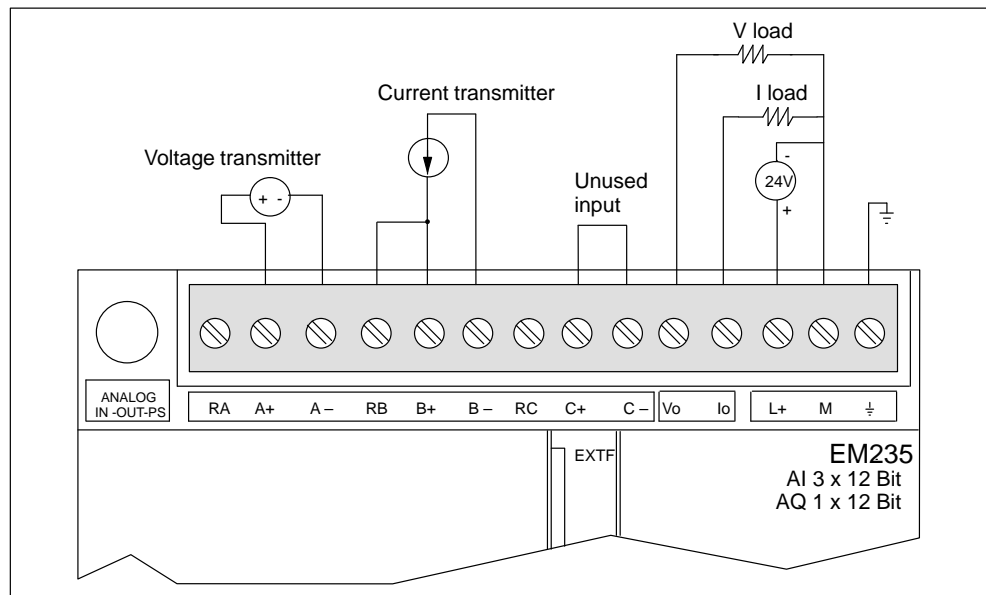 V load
Current transmitter
I load
Voltage transmitter
Unused
input
-
24V
+
+ -
ANALOG
IN -OUT-PS
RA A+ A – RB B+ B – RC C+ C – Vo Io L+ M
EXTF
EM235
AI 3 x 12 Bit
AQ 1 x 12 Bit